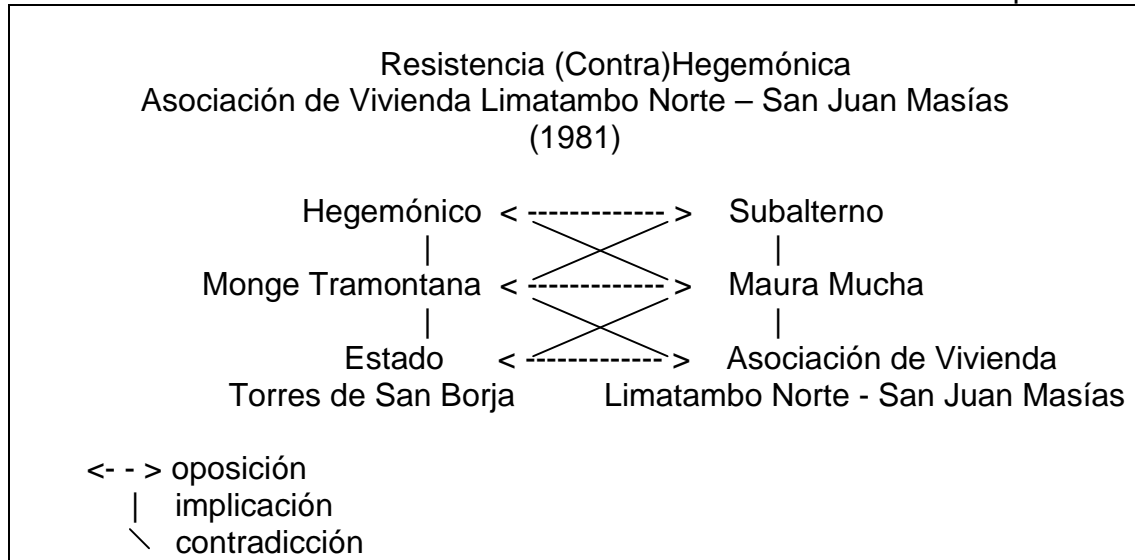 Resistencia (Contra)Hegemónica
Asociación de Vivienda Limatambo Norte – San Juan Masías
(1981)
Hegemónico < ------------- > Subalterno
| |
Monge Tramontana < ------------- > Maura Mucha
| |
Estado < ------------- > Asociación de Vivienda
Torres de San Borja Limatambo Norte - San Juan Masías
<- - > oposición
| implicación
\ contradicción